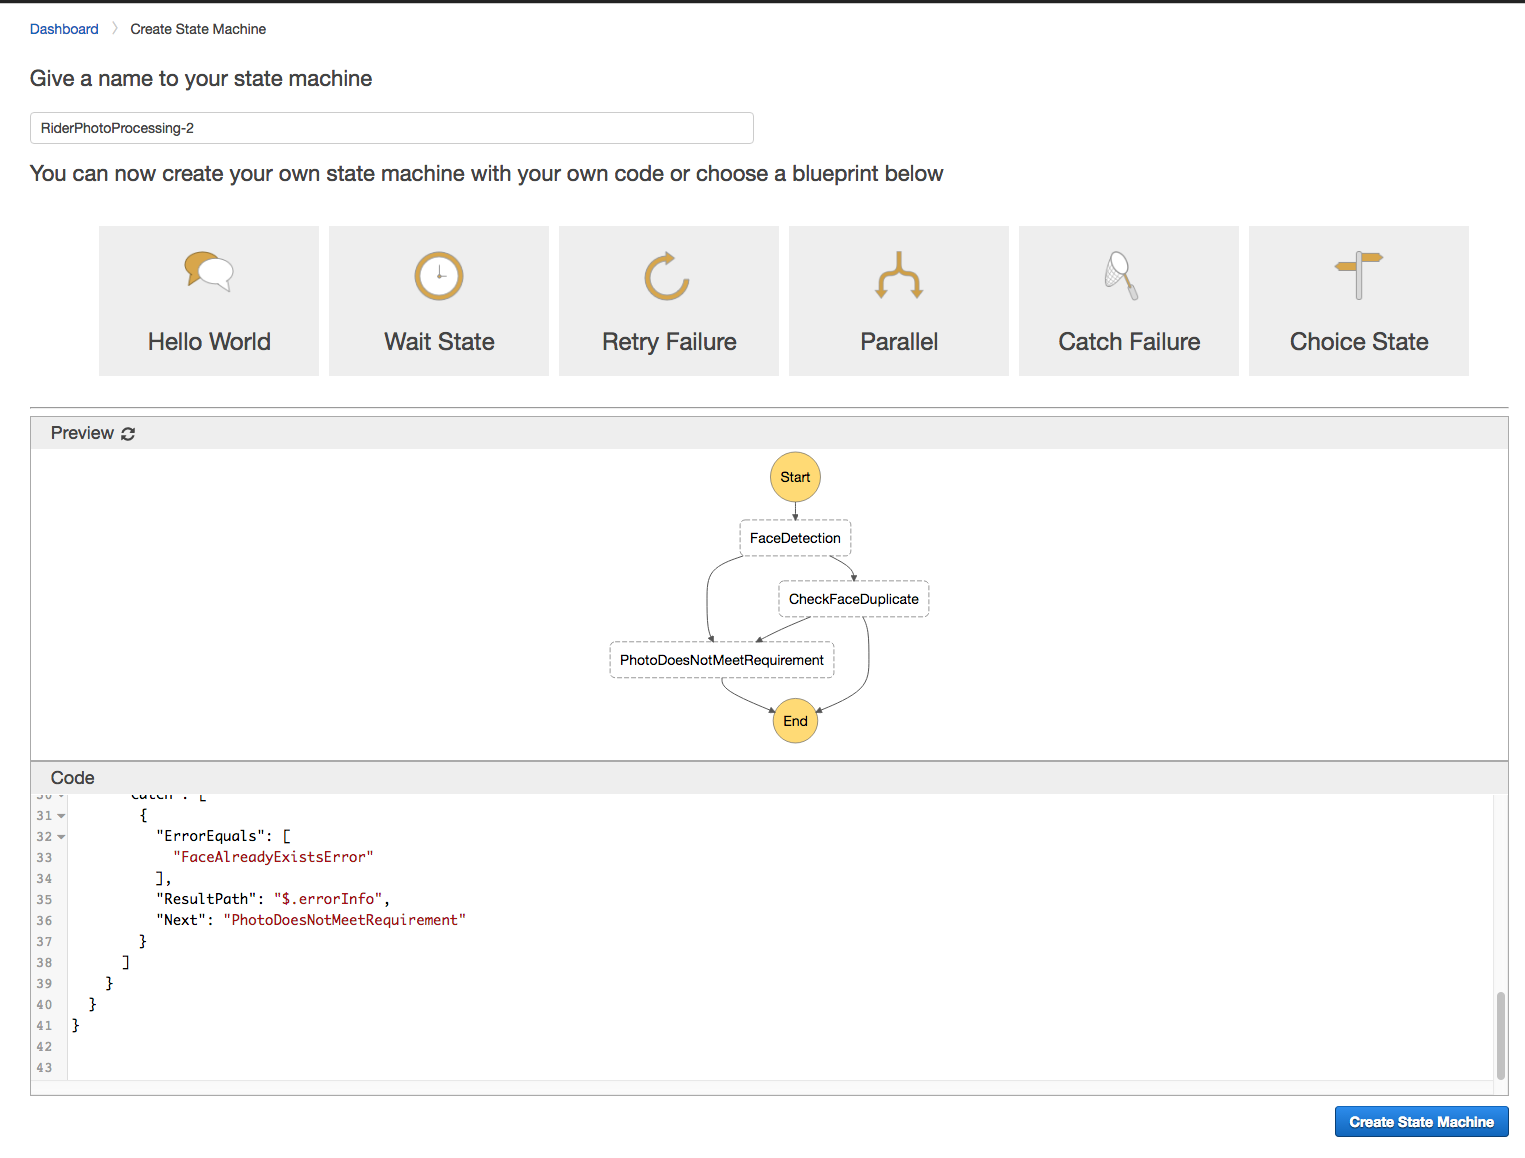 Dashboard > Create State Machine
Give a name to your state machine
RiderPhotoProcessing-2
You can now create your own state machine with your own code or choose a blueprint below
Hello World
Wait State
Retry Failure
Parallel
Catch Failure
Choice State
Preview
Start
FaceDetection
CheckFaceDuplicate
PhotoDoesNotMeetRequirement
End
Code
30 "Catch": [
31 {
32 "ErrorEquals": [
33 "FaceAlreadyExistsError"
34 ],
35 "ResultPath": "$.errorInfo",
36 "Next": "PhotoDoesNotMeetRequirement"
37 }
38 ]
39 }
40 }
41 }
42
43
Create State Machine